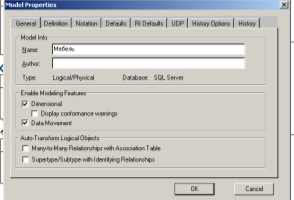 Model Properties
General Definition Notation Defaults RI Defaults UDP History Options History
Model Info
Name: Мебель
Author:
Type: Logical/Physical Database: SQL Server
Enable Modeling Features
Dimensional
Display conformance warnings
Data Movement
Auto-Transform Logical Objects
Many-to-Many Relationships with Association Table
Supertype/Subtype with Identifying Relationships
OK Cancel